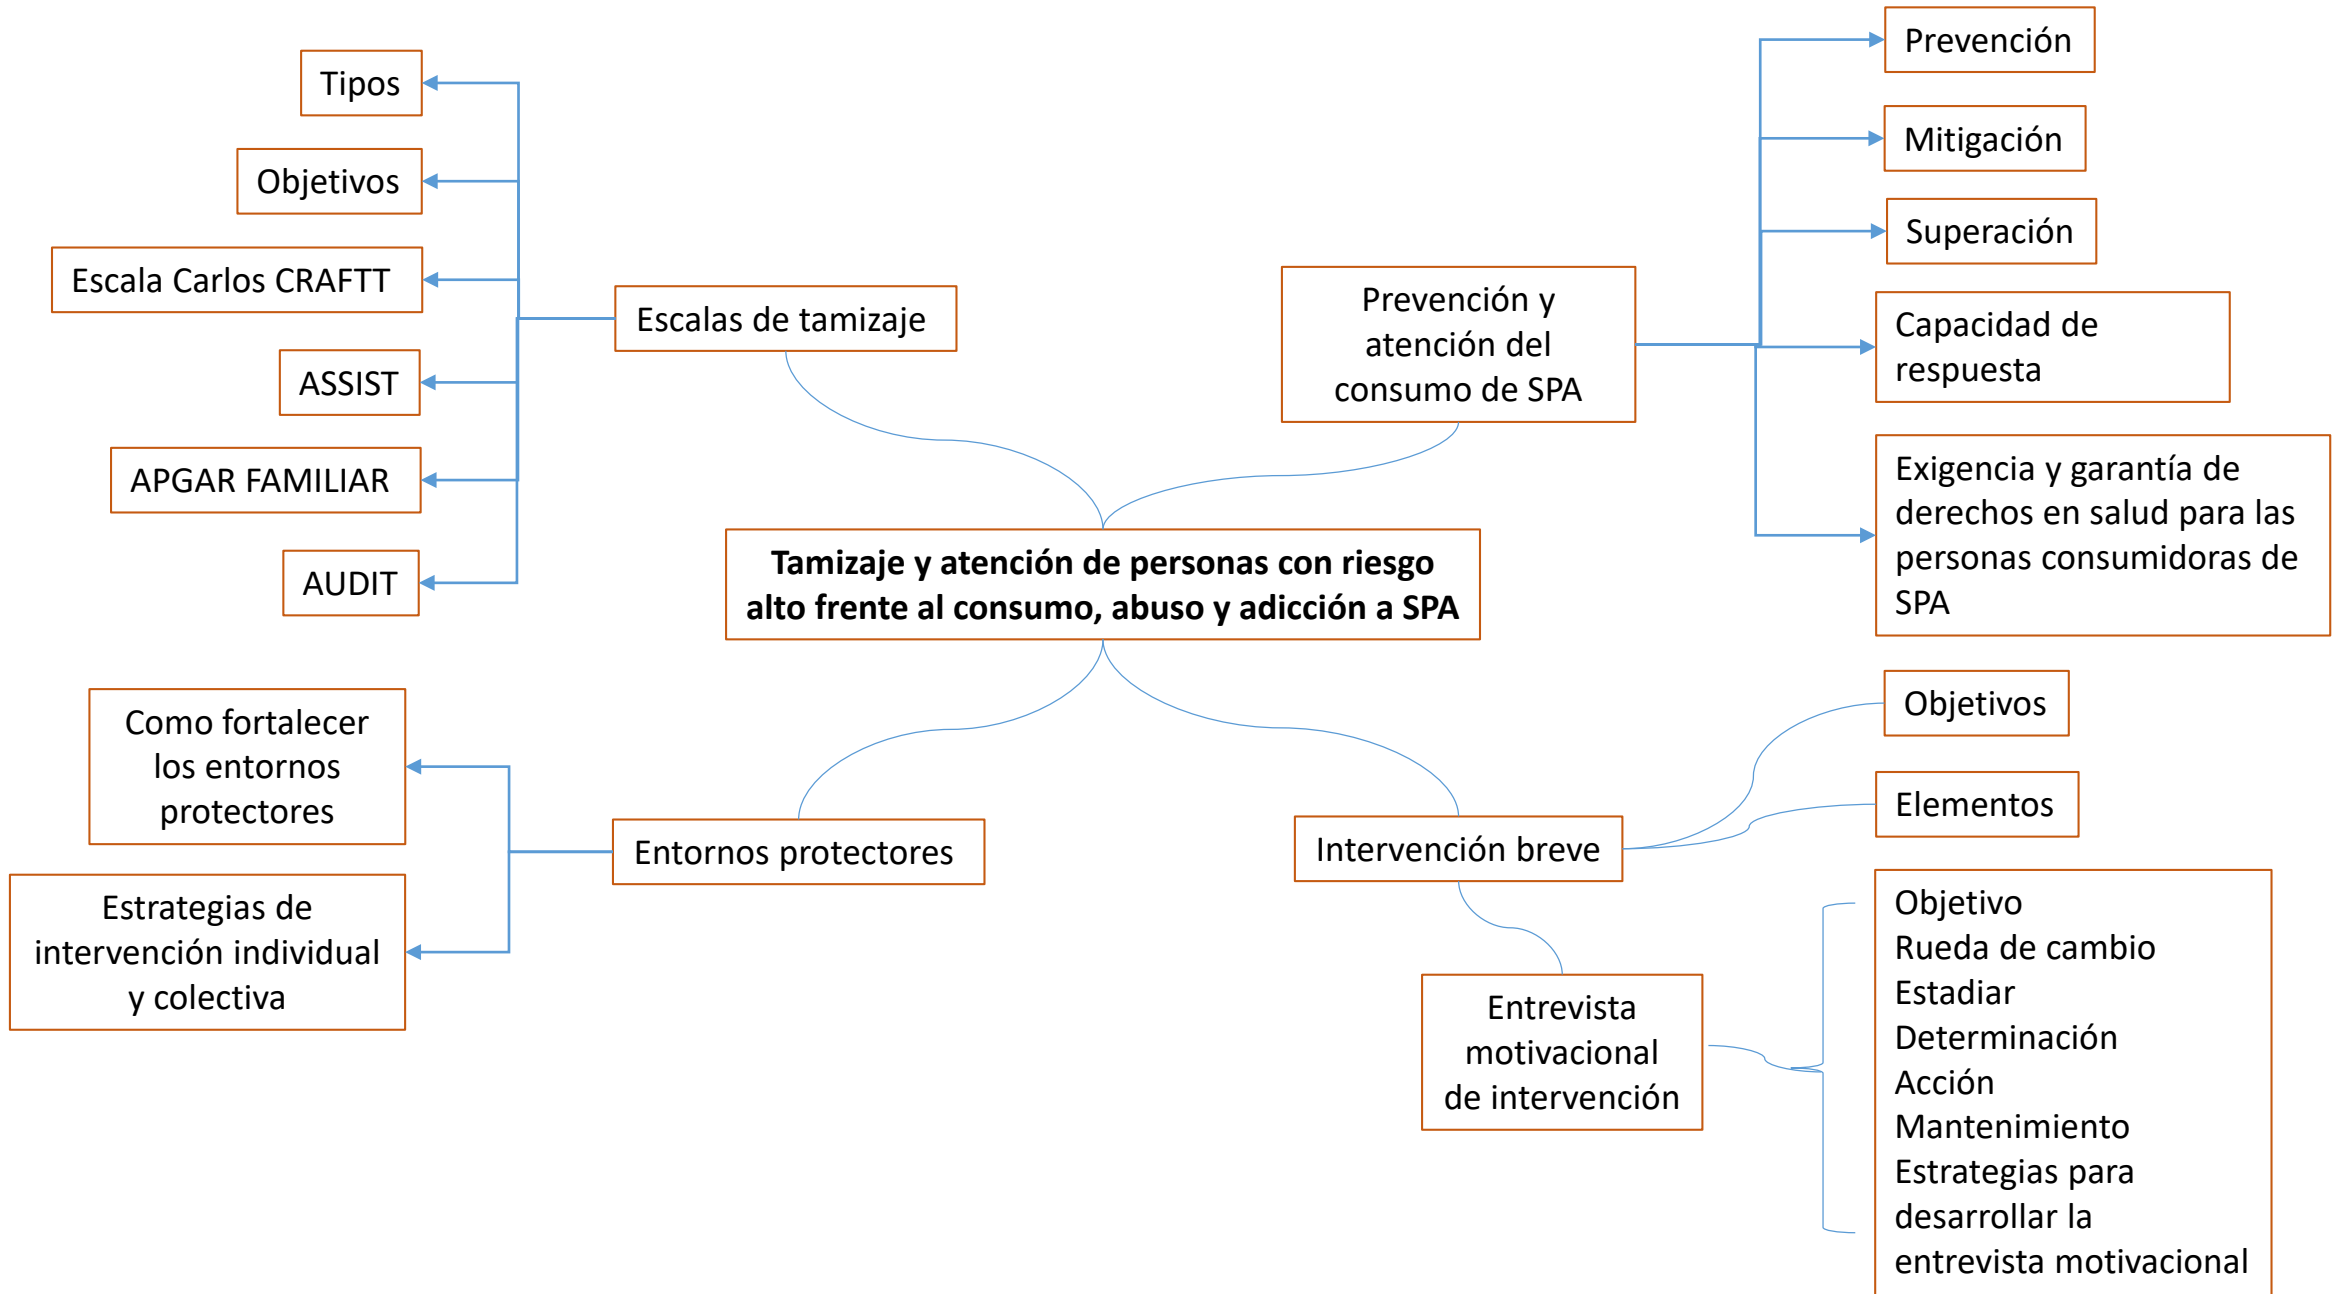 Tipos
Objetivos
Escala Carlos CRAFTT
ASSIST
APGAR FAMILIAR
AUDIT
Escalas de tamizaje
Prevención y
atención del
consumo de SPA
Prevención
Mitigación
Superación
Capacidad de
respuesta
Exigencia y garantía de
derechos en salud para las
personas consumidoras de
SPA
Tamizaje y atención de personas con riesgo
alto frente al consumo, abuso y adicción a SPA
Como fortalecer
los entornos
protectores
Estrategias de
intervención individual
y colectiva
Entornos protectores
Intervención breve
Objetivos
Elementos
Entrevista
motivacional
de intervención
Objetivo
Rueda de cambio
Estadiar
Determinación
Acción
Mantenimiento
Estrategias para
desarrollar la
entrevista motivacional